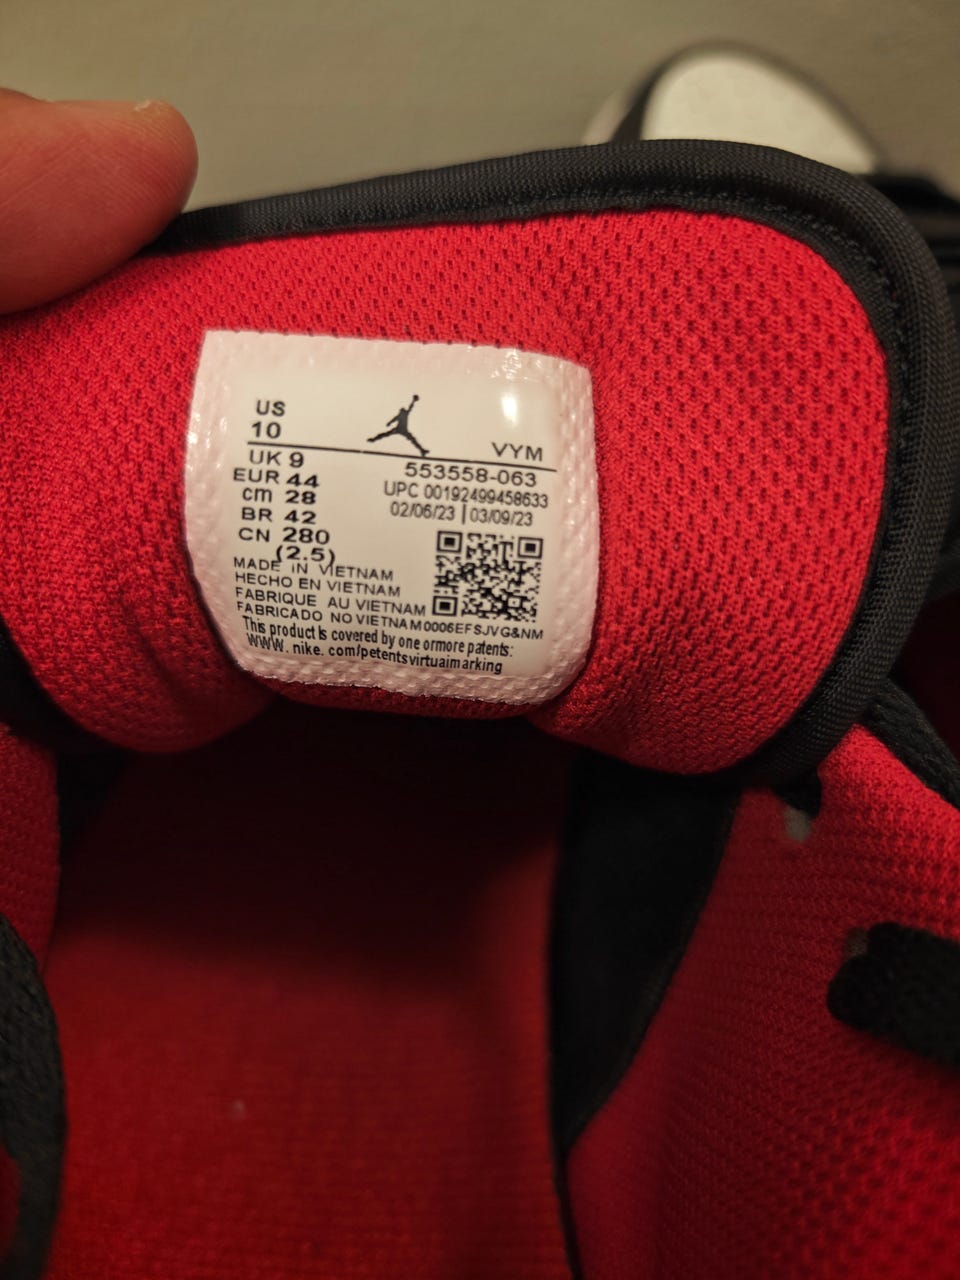 US
10
VYM
UK 9
553558-063
EUR 44
UPC 00192499458633
cm 28
02/06/23 | 03/09/23
BR 42
CN 280
(2.5)
MADE IN VIETNAM
HECHO EN VIETNAM
FABRIQUE AU VIETNAM
FABRICADO NO VIETNAM 0006EFSJVG&NM
This product is covered by one ormore patents:
WWW. nike. com/petentsvirtuaimarking